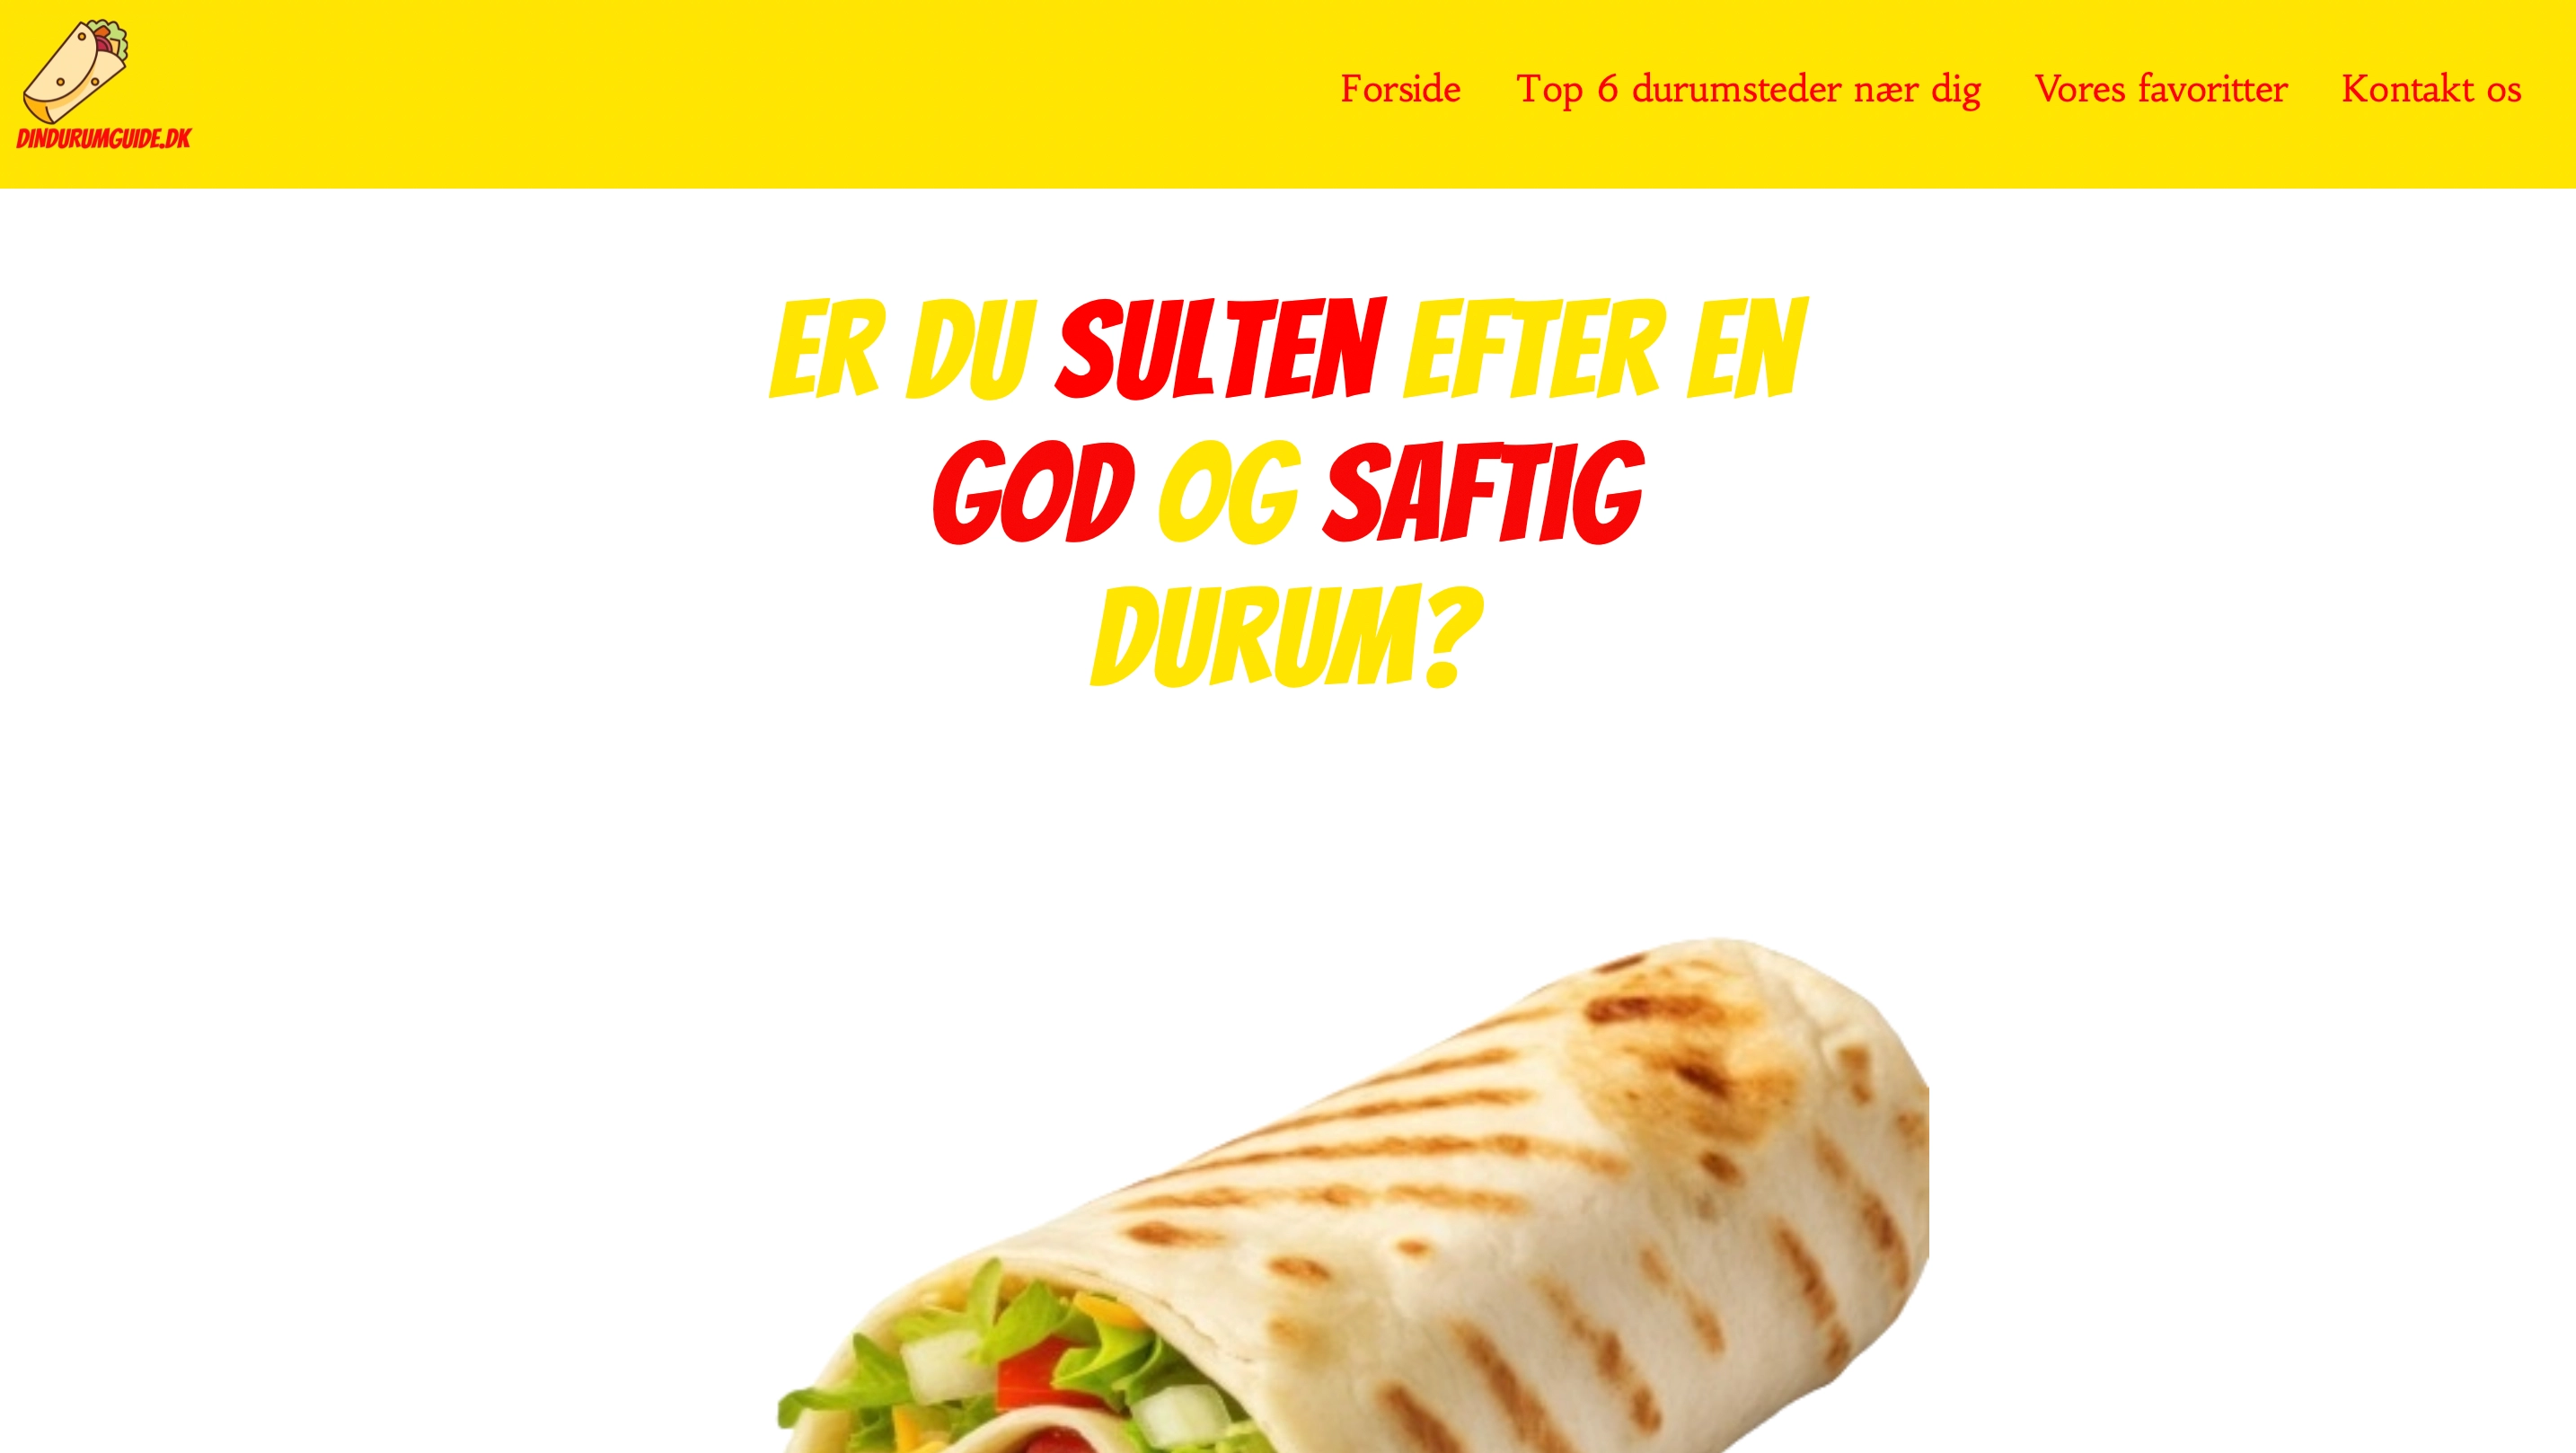 DINDURUMGUIDE.DK
Forside Top 6 durumsteder nær dig Vores favoritter Kontakt os
ER DU SULTEN EFTER EN
GOD OG SAFTIG
DURUM?